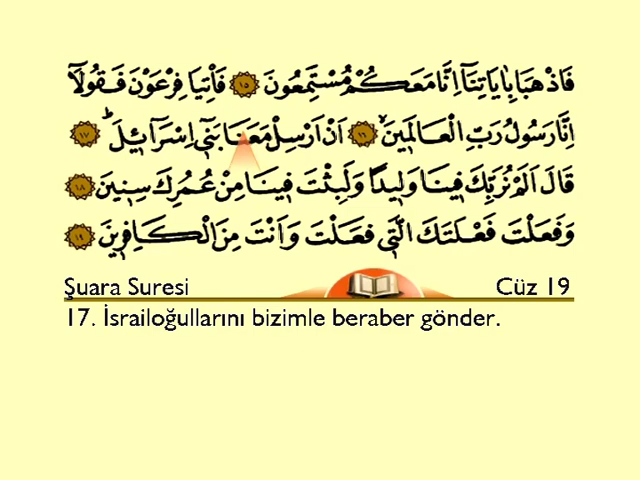 فَاذْهَبَا بِاٰيَاتِنَٓا اِنَّا مَعَكُمْ مُسْتَمِعُونَ ﴿١٥﴾ فَأْتِيَا فِرْعَوْنَ فَقُولَٓا
اِنَّا رَسُولُ رَبِّ الْعَالَم۪ينَۙ ﴿١٦﴾ اَنْ اَرْسِلْ مَعَنَا بَن۪ٓي اِسْرَٓائ۪لَۜ ﴿١٧﴾
قَالَ اَلَمْ نُرَبِّكَ ف۪ينَا وَل۪يدًا وَلَبِثْتَ ف۪ينَا مِنْ عُمُرِكَ سِن۪ينَ ﴿١٨﴾
وَفَعَلْتَ فَعْلَتَكَ الَّت۪ي فَعَلْتَ وَاَنْتَ مِنَ الْكَافِر۪ينَ ﴿١٩﴾
Şuara Suresi Cüz 19
17. İsrailoğullarını bizimle beraber gönder.